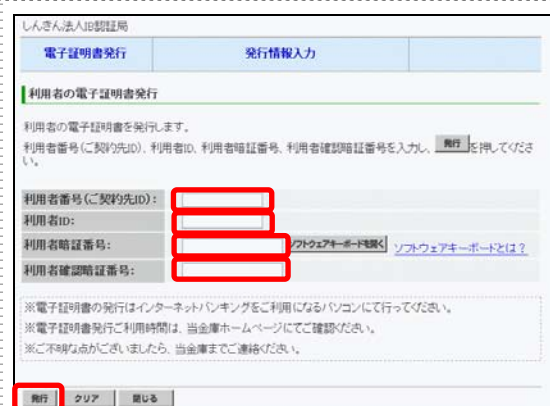 しんきん法人IB認証局
電子証明書発行 発行情報入力
利用者の電子証明書発行
利用者の電子証明書を発行します。
利用者番号(ご契約先ID)、利用者ID、利用者暗証番号、利用者確認暗証番号を入力し、 発行 を押してくださ
い。
利用者番号(ご契約先ID):
利用者ID:
利用者暗証番号: ソフトウェアキーボードを開く ソフトウェアキーボードとは?
利用者確認暗証番号:
※電子証明書の発行はインターネットバンキングをご利用になるパソコンにて行ってください。
※電子証明書発行ご利用時間は、当金庫ホームページにてご確認ください。
※ご不明な点がございましたら、当金庫までご連絡ください。
発行 クリア 閉じる